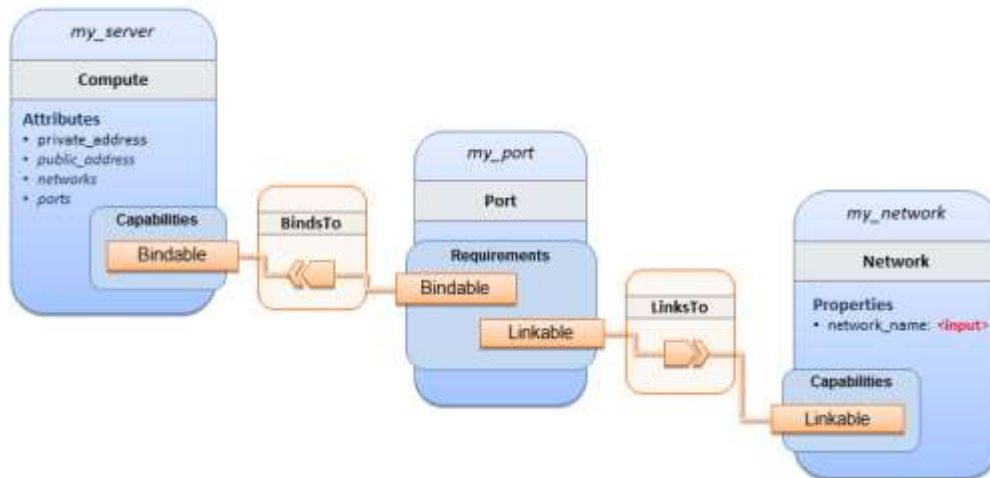 my_server
Compute
Attributes
• private_address
• public_address
• networks
• ports
Capabilities
Bindable
BindsTo
my_port
Port
Requirements
Bindable
Linkable
LinksTo
my_network
Network
Properties
• network_name: <input>
Capabilities
Linkable